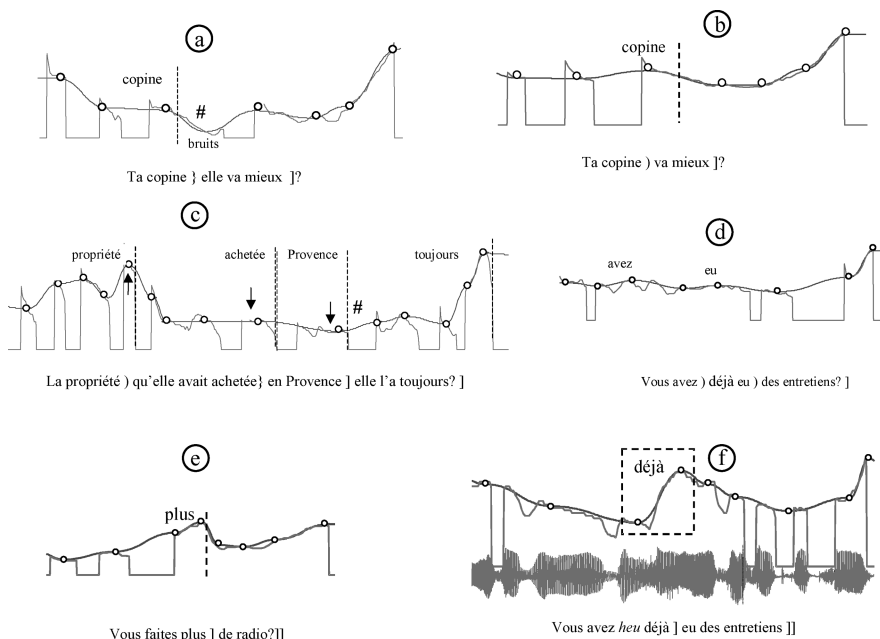 a
copine
#
bruits
Ta copine } elle va mieux ]?
b
copine
Ta copine ) va mieux ]?
c
propriété achetée Provence toujours
#
La propriété ) qu'elle avait achetée} en Provence ] elle l'a toujours? ]
d
avez eu
Vous avez ) déjà eu ) des entretiens? ]
e
plus
Vous faites plus ] de radio?]]
f
déjà
Vous avez heu déjà ] eu des entretiens ]]